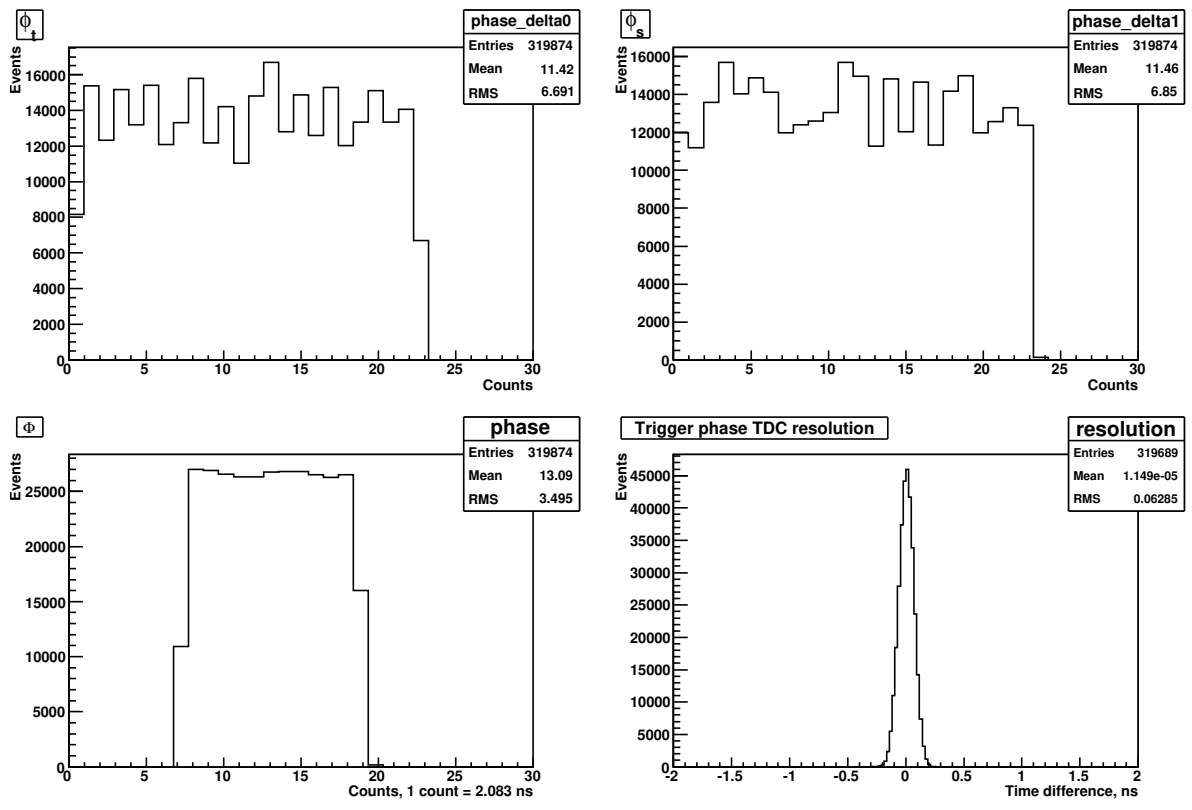 ϕt
phase_delta0
Entries 319874
Mean 11.42
RMS 6.691
Events
16000
14000
12000
10000
8000
6000
4000
2000
0
0 5 10 15 20 25 30
Counts
ϕs
phase_delta1
Entries 319874
Mean 11.46
RMS 6.85
Events
16000
14000
12000
10000
8000
6000
4000
2000
0
0 5 10 15 20 25 30
Counts
Φ
phase
Entries 319874
Mean 13.09
RMS 3.495
Events
25000
20000
15000
10000
5000
0
0 5 10 15 20 25 30
Counts, 1 count = 2.083 ns
Trigger phase TDC resolution
resolution
Entries 319689
Mean 1.149e-05
RMS 0.06285
Events
45000
40000
35000
30000
25000
20000
15000
10000
5000
0
-2 -1.5 -1 -0.5 0 0.5 1 1.5 2
Time difference, ns